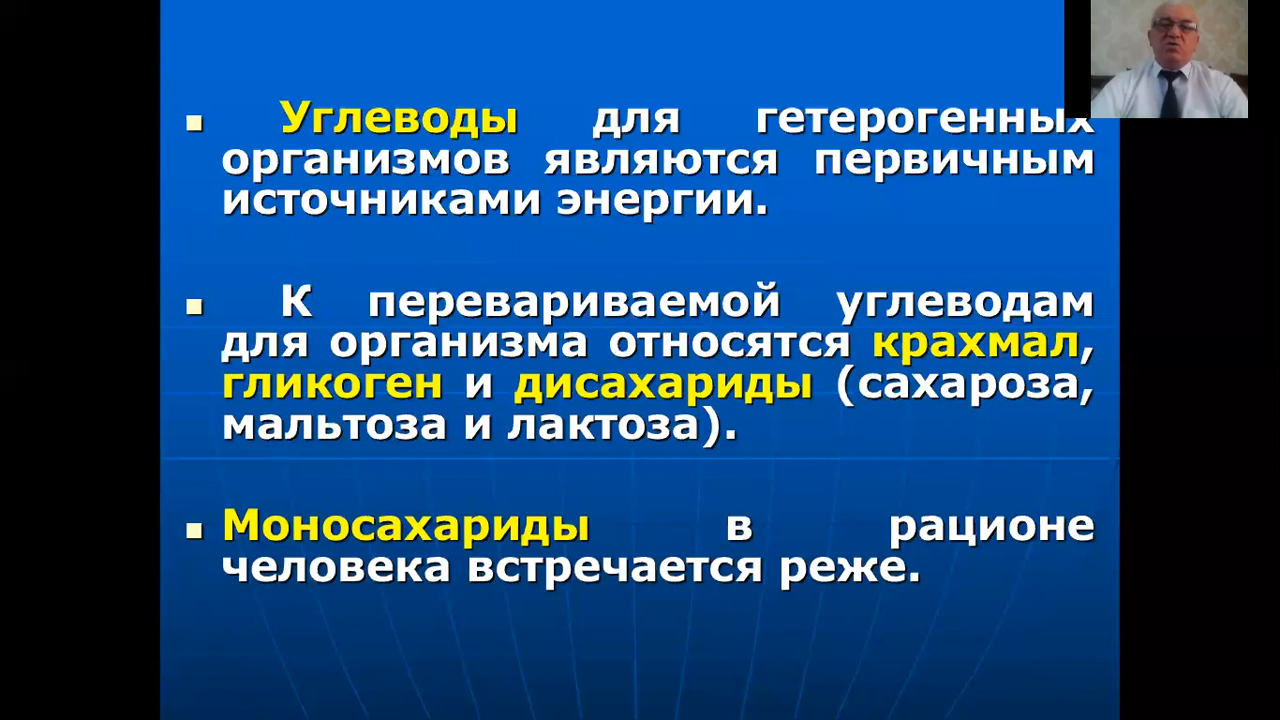 Углеводы для гетерогенных
организмов являются первичным
источниками энергии.
К перевариваемой углеводам
для организма относятся крахмал,
гликоген и дисахариды (сахароза,
мальтоза и лактоза).
Моносахариды в рационе
человека встречается реже.